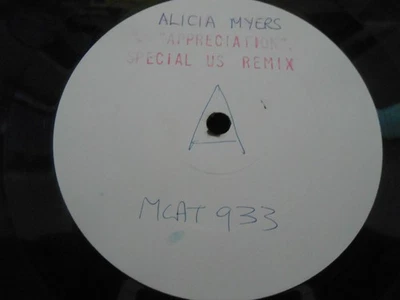 ALICIA MYERS
"APPRECIATION".
SPECIAL US REMIX
A
MCAT 933